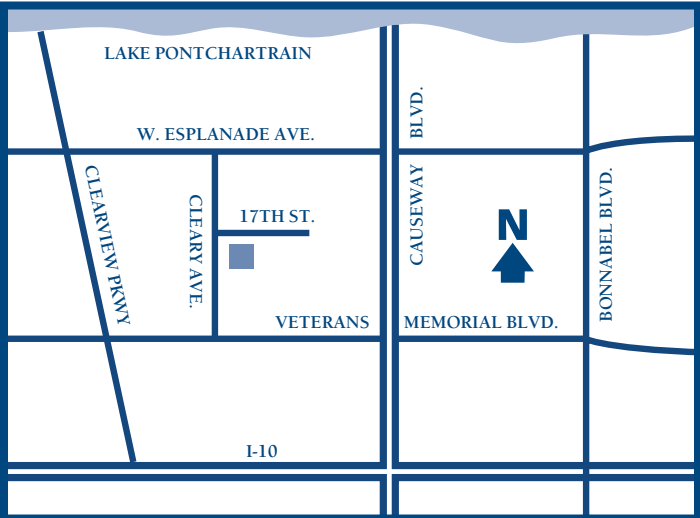 LAKE PONTCHARTRAIN
W. ESPLANADE AVE.
CAUSEWAY BLVD.
CLEARVIEW PKWY
CLEARY AVE.
17TH ST.
N
BONNABEL BLVD.
VETERANS MEMORIAL BLVD.
I-10